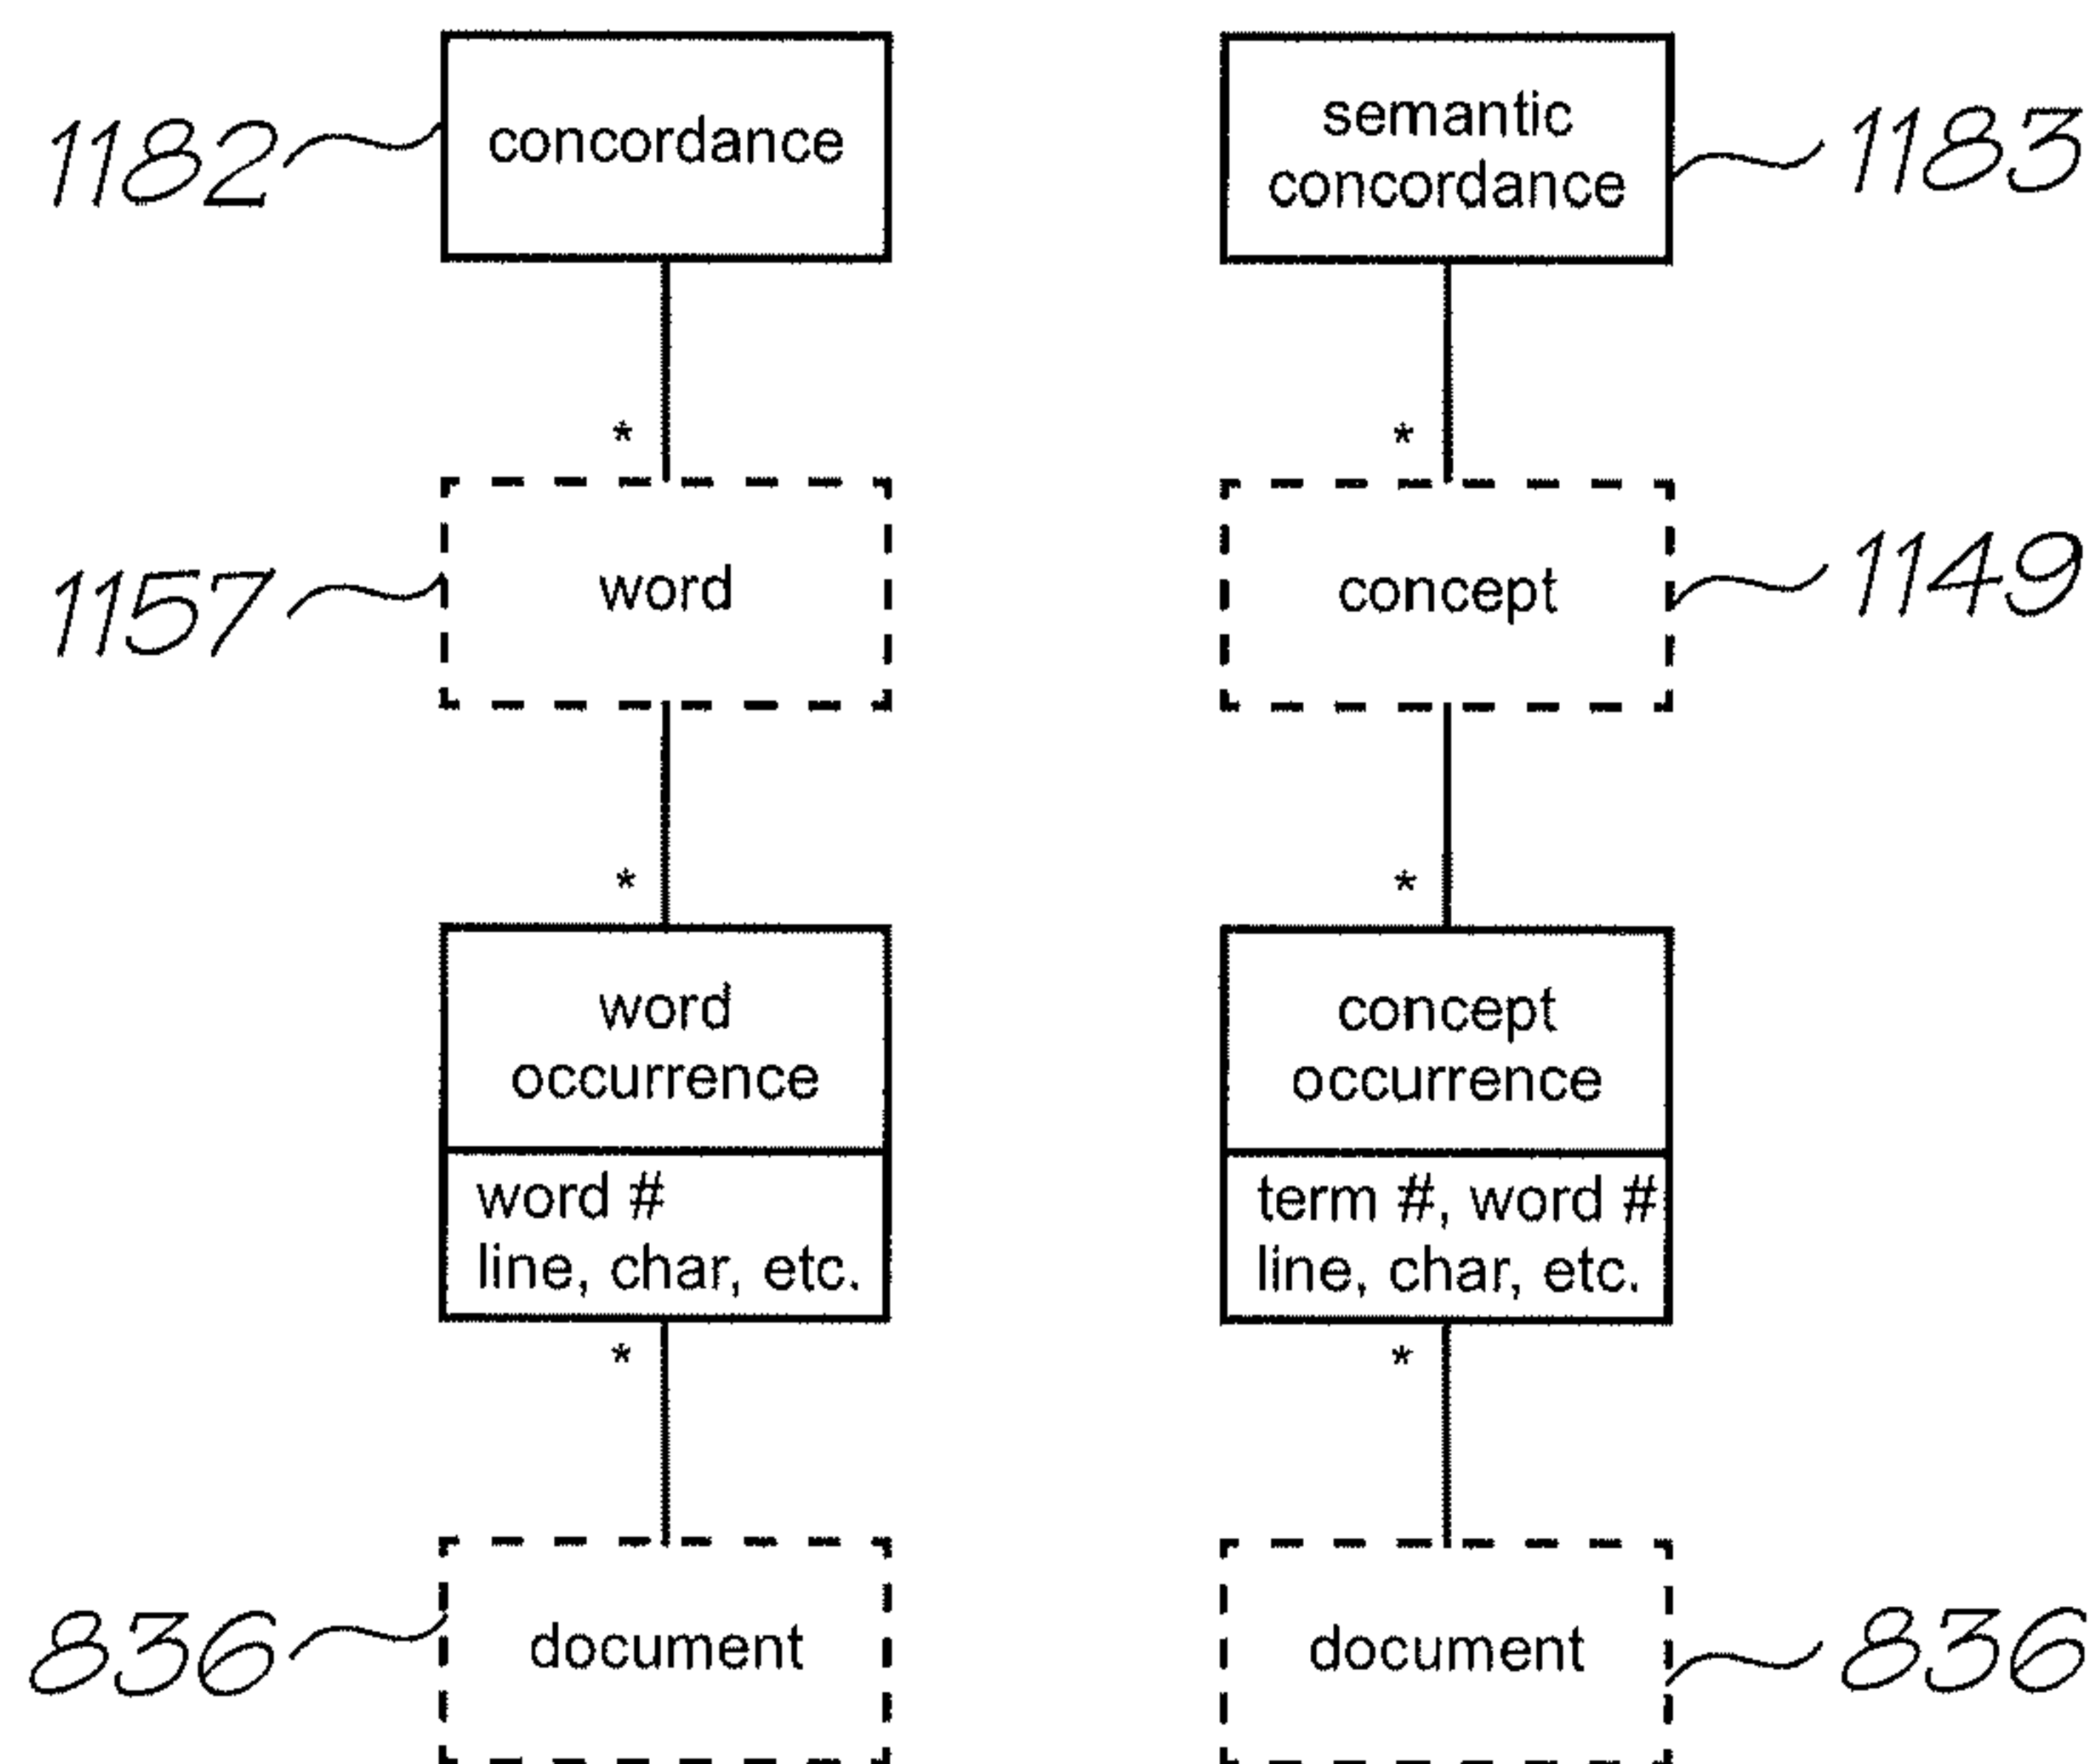 1182
concordance
semantic
concordance
1183
*
*
1157
word
concept
1149
*
*
word
occurrence
concept
occurrence
word #
line, char, etc.
term #, word #
line, char, etc.
*
*
836
document
document
836